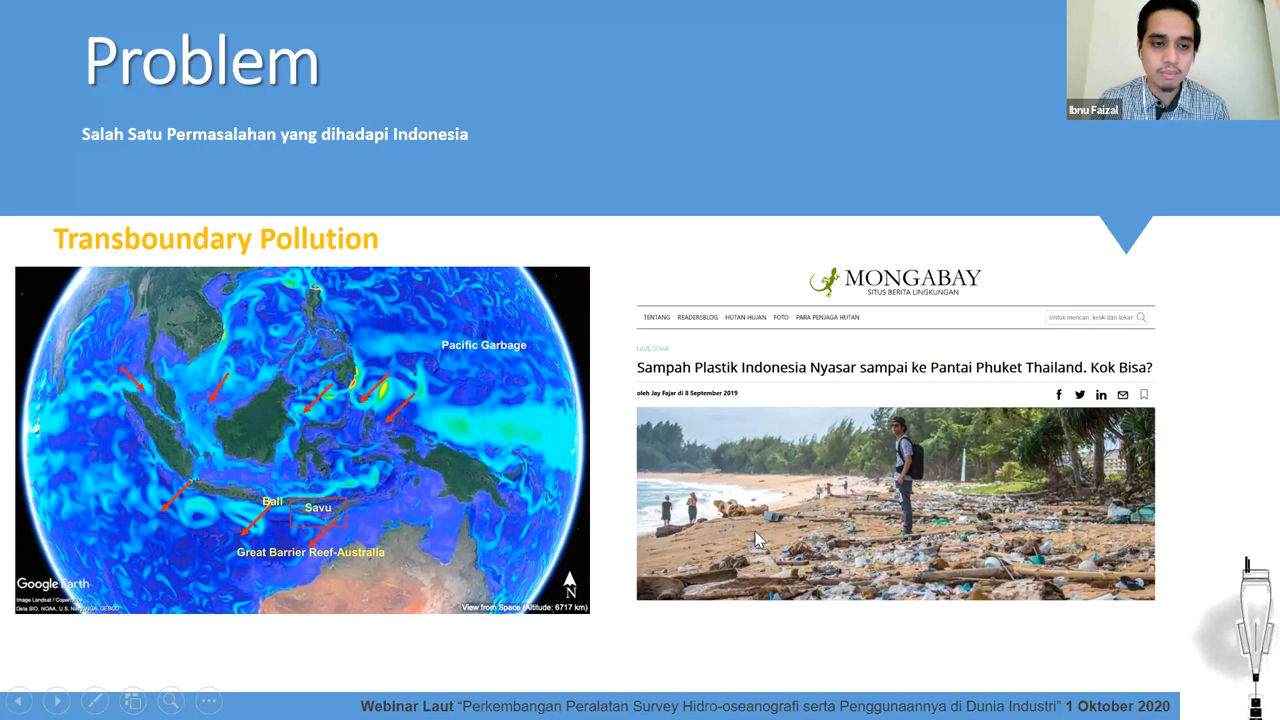 Problem
Ibnu Faizal
Salah Satu Permasalahan yang dihadapi Indonesia
Transboundary Pollution
Pacific Garbage
Bali
Savu
Great Barrier Reef-Australia
Google Earth
Image Landsat / Copernicus
Data SIO, NOAA, U.S. Navy, NGA, GEBCO
N
View from Space (Altitude: 6717 km)
MONGABAY
SITUS BERITA LINGKUNGAN
TENTANG READERSBLOG HUTAN HUJAN FOTO PARA PENJAGA HUTAN
Untuk mencari, ketik dan tekan
Laut, Sosial
Sampah Plastik Indonesia Nyasar sampai ke Pantai Phuket Thailand. Kok Bisa?
oleh Jay Fajar di 8 September 2019
Webinar Laut “Perkembangan Peralatan Survey Hidro-oseanografi serta Penggunaannya di Dunia Industri” 1 Oktober 2020